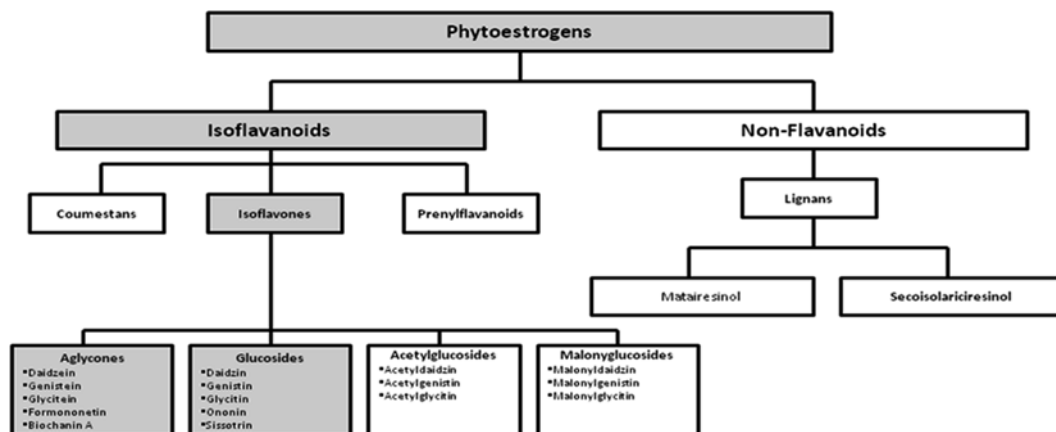 Phytoestrogens
Isoflavanoids
Non-Flavanoids
Coumestans
Isoflavones
Prenylflavanoids
Lignans
Matairesinol
Secoisolariciresinol
Aglycones
▪Daidzein
▪Genistein
▪Glycitein
▪Formononetin
▪Biochanin A
Glucosides
▪Daidzin
▪Genistin
▪Glycitin
▪Ononin
▪Sissotrin
Acetylglucosides
▪Acetyldaidzin
▪Acetylgenistin
▪Acetylglycitin
Malonyglucosides
▪Malonyldaidzin
▪Malonylgenistin
▪Malonylglycitin